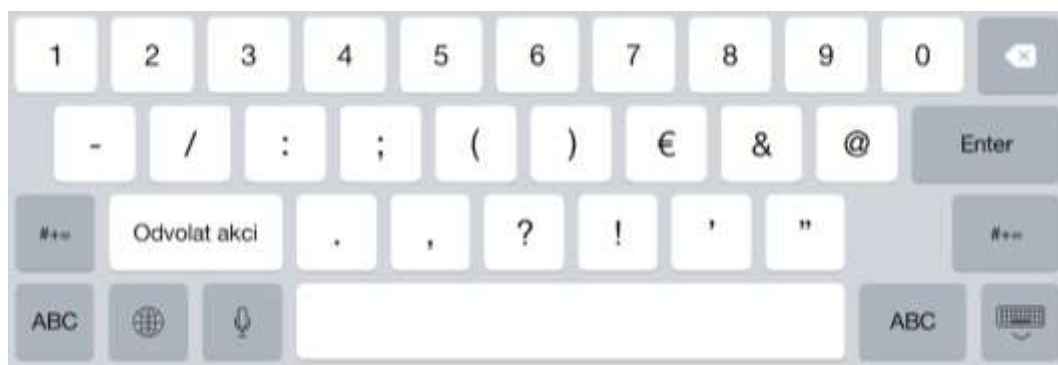 1 2 3 4 5 6 7 8 9 0
- / : ; ( ) € & @ Enter
#+= Odvolat akci . , ? ! ' " #+=
ABC ABC